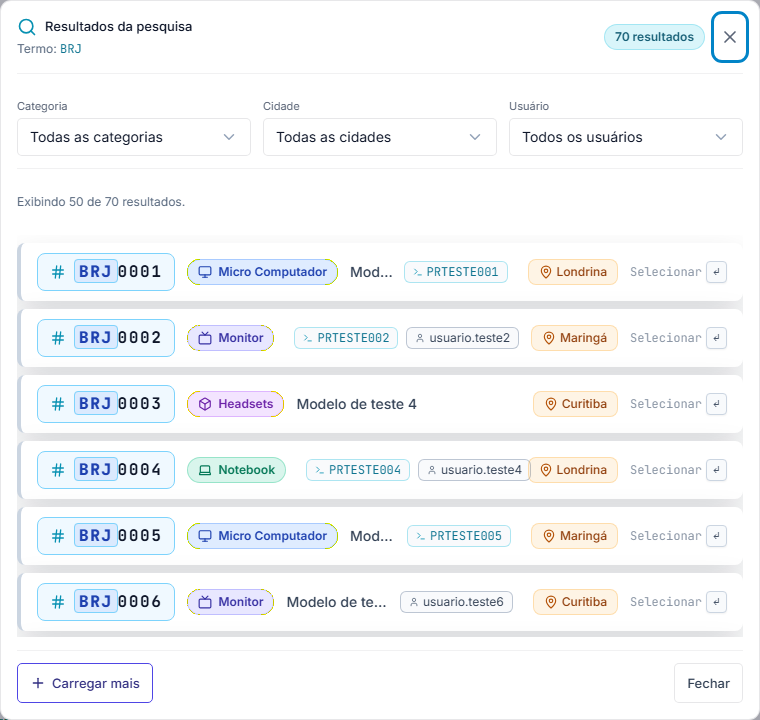 Resultados da pesquisa
Termo: BRJ
70 resultados
Categoria
Cidade
Usuário
Todas as categorias
Todas as cidades
Todos os usuários
Exibindo 50 de 70 resultados.
# BRJ0001 Micro Computador Mod... PRTESTE001 Londrina Selecionar ↵
# BRJ0002 Monitor PRTESTE002 usuario.teste2 Maringá Selecionar ↵
# BRJ0003 Headsets Modelo de teste 4 Curitiba Selecionar ↵
# BRJ0004 Notebook PRTESTE004 usuario.teste4 Londrina Selecionar ↵
# BRJ0005 Micro Computador Mod... PRTESTE005 Maringá Selecionar ↵
# BRJ0006 Monitor Modelo de te... usuario.teste6 Curitiba Selecionar ↵
+ Carregar mais
Fechar